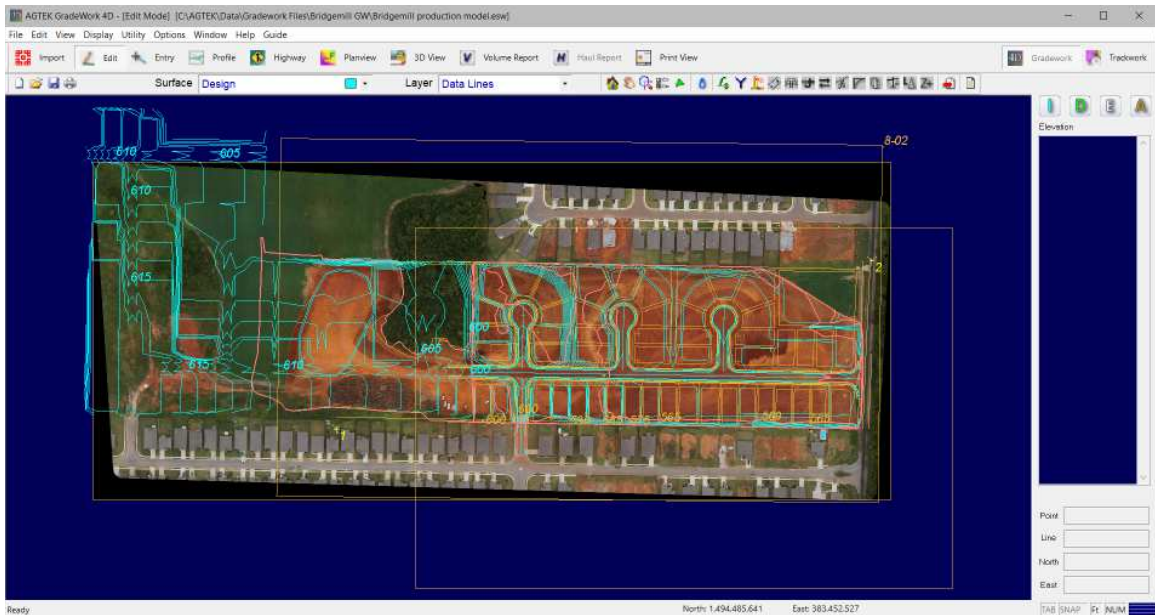 AGTEK GradeWork 4D - [Edit Mode] [C:\AGTEK\Data\Gradework Files\Bridgemill GW\Bridgemill production model.esw]
File Edit View Display Utility Options Window Help Guide
Import Edit Entry Profile Highway Planview 3D View Volume Report Haul Report Print View Gradework Trackwork
Surface Design Layer Data Lines
I D E A
Elevation
8-02
610 605
610
2
615
600
605
615 610 600
600
600 565 560 565
1
Point
Line
North
East
Ready North: 1,494,485.641 East: 383,452.527 TAB SNAP Ft NUM